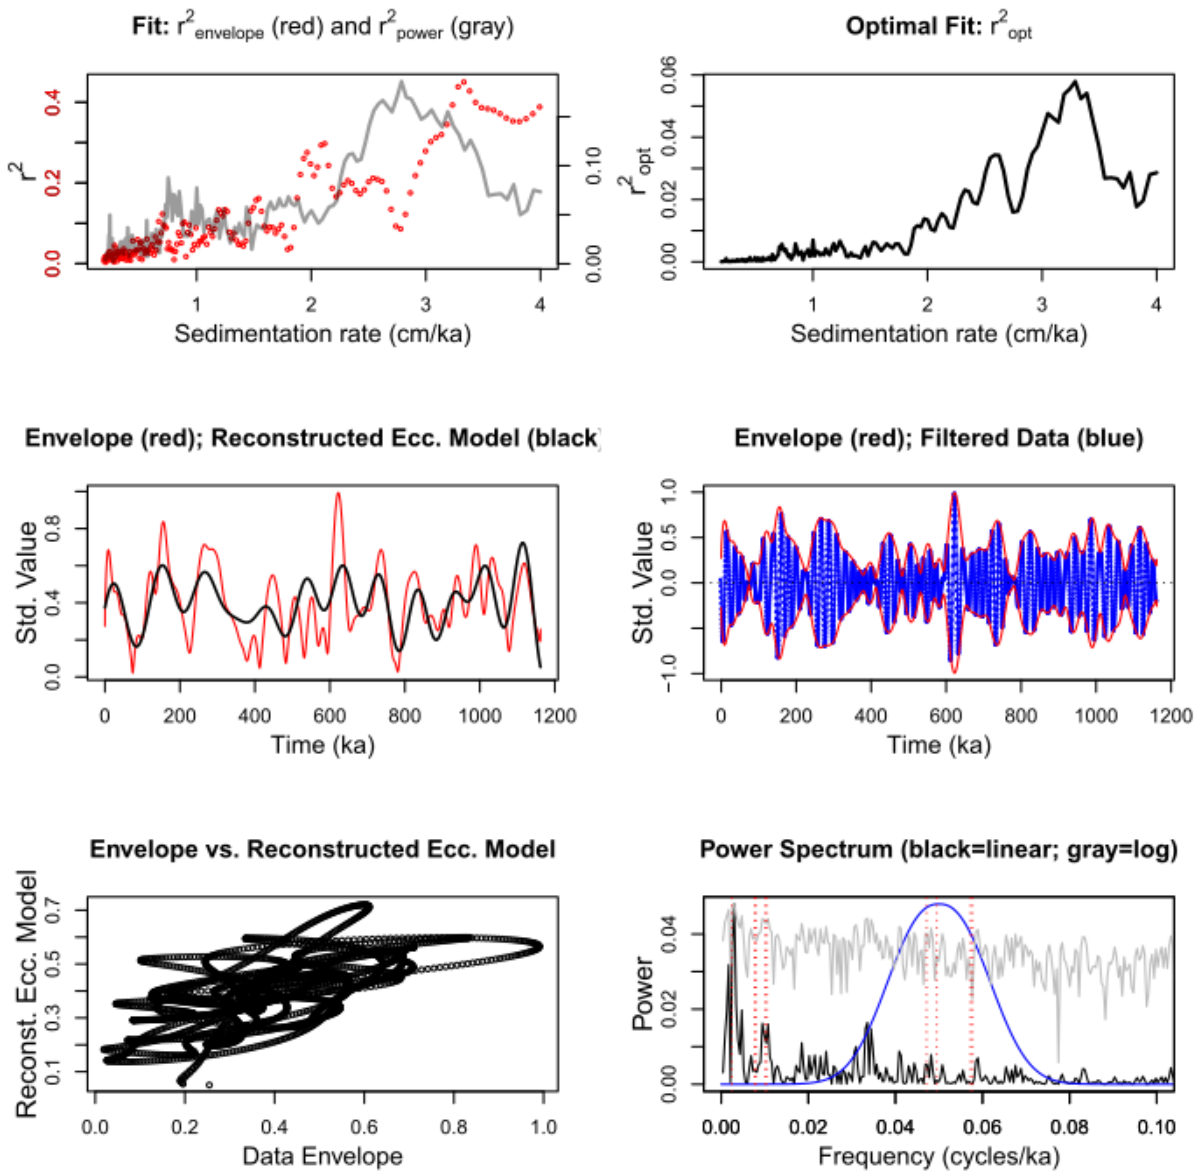 Fit: r²envelope (red) and r²power (gray)
0.0 0.2 0.4
r²
0.00 0.10
1 2 3 4
Sedimentation rate (cm/ka)
Optimal Fit: r²opt
0.00 0.02 0.04 0.06
r²opt
1 2 3 4
Sedimentation rate (cm/ka)
Envelope (red); Reconstructed Ecc. Model (black)
0.0 0.4 0.8
Std. Value
0 200 400 600 800 1000 1200
Time (ka)
Envelope (red); Filtered Data (blue)
−1.0 0.0 0.5 1.0
Std. Value
0 200 400 600 800 1000 1200
Time (ka)
Envelope vs. Reconstructed Ecc. Model
0.1 0.3 0.5 0.7
Reconst. Ecc. Model
0.0 0.2 0.4 0.6 0.8 1.0
Data Envelope
Power Spectrum (black=linear; gray=log)
0.00 0.02 0.04
Power
0.00 0.02 0.04 0.06 0.08 0.10
Frequency (cycles/ka)